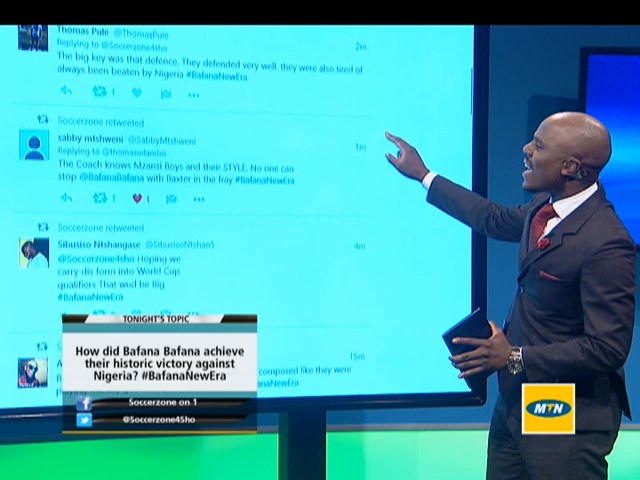 Thomas Pule @ThomasPule
2m
Replying to @Soccerzone4sho
The big key was that defence. They defended very well. they were also tired of
always been beaten by Nigeria #BafanaNewEra
1
Soccerzone retweeted
sabby mtshweni @SabbyMtshweni
1m
Replying to @thomasmlambo
The Coach knows Mzansi Boys and their STYLE. No one can
stop @BafanaBafana with Baxter in the fray #BafanaNewEra
1
1
Soccerzone retweeted
Sibusiso Ntshangase @SibusisoNtshan5
4m
@Soccerzone4sho Hoping we
carry dis form into World Cup
qualifiers That wud be Big
#BafanaNewEra
15m
composed like they were
TONIGHT'S TOPIC
How did Bafana Bafana achieve
their historic victory against
Nigeria? #BafanaNewEra
Soccerzone on 1
@Soccerzone4Sho
MTN